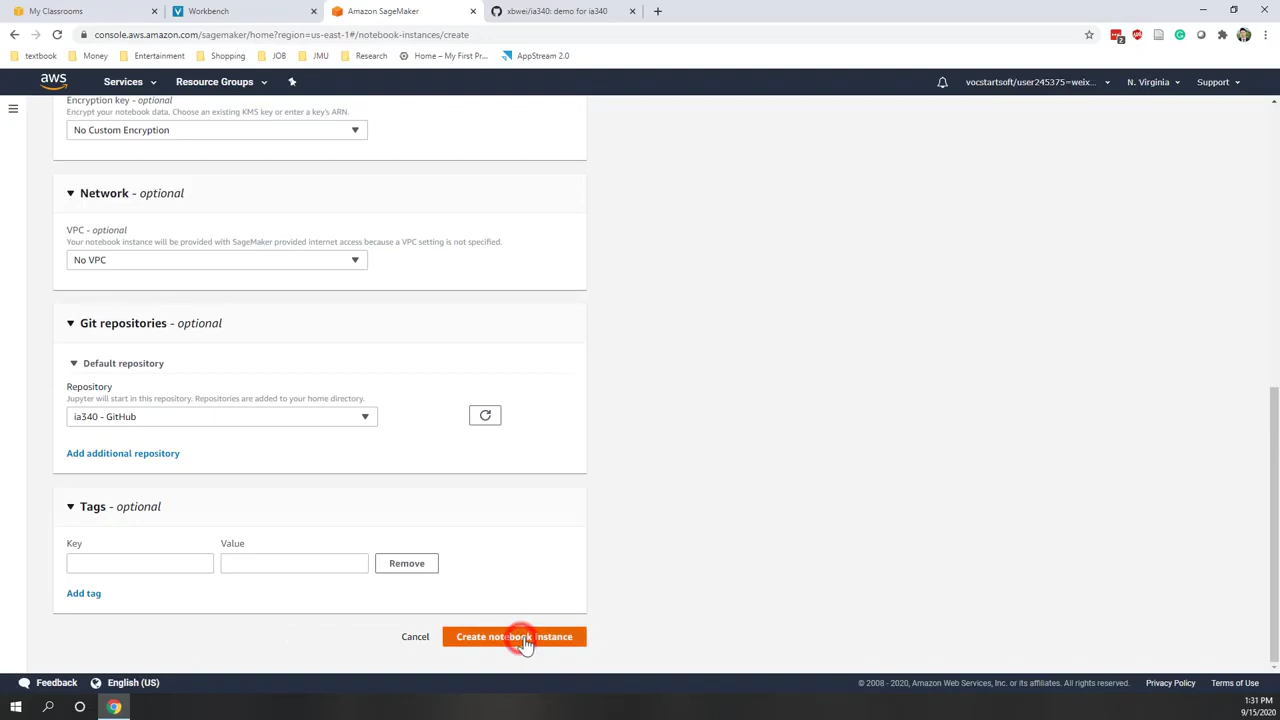 My Classrooms
Workbench
Amazon SageMaker
xbwei/ia340: demo for ia340
console.aws.amazon.com/sagemaker/home?region=us-east-1#/notebook-instances/create
textbook
Money
Entertainment
Shopping
JOB
JMU
Research
Home – My First Pr...
AppStream 2.0
aws
Services
Resource Groups
vocstartsoft/user245375=weix...
N. Virginia
Support
Encryption key - optional
Encrypt your notebook data. Choose an existing KMS key or enter a key's ARN.
No Custom Encryption
Network - optional
VPC - optional
Your notebook instance will be provided with SageMaker provided internet access because a VPC setting is not specified.
No VPC
Git repositories - optional
Default repository
Repository
Jupyter will start in this repository. Repositories are added to your home directory.
ia340 - GitHub
Add additional repository
Tags - optional
Key Value
Remove
Add tag
Cancel
Create notebook instance
Feedback
English (US)
© 2008 - 2020, Amazon Web Services, Inc. or its affiliates. All rights reserved.
Privacy Policy
Terms of Use
1:31 PM
9/15/2020